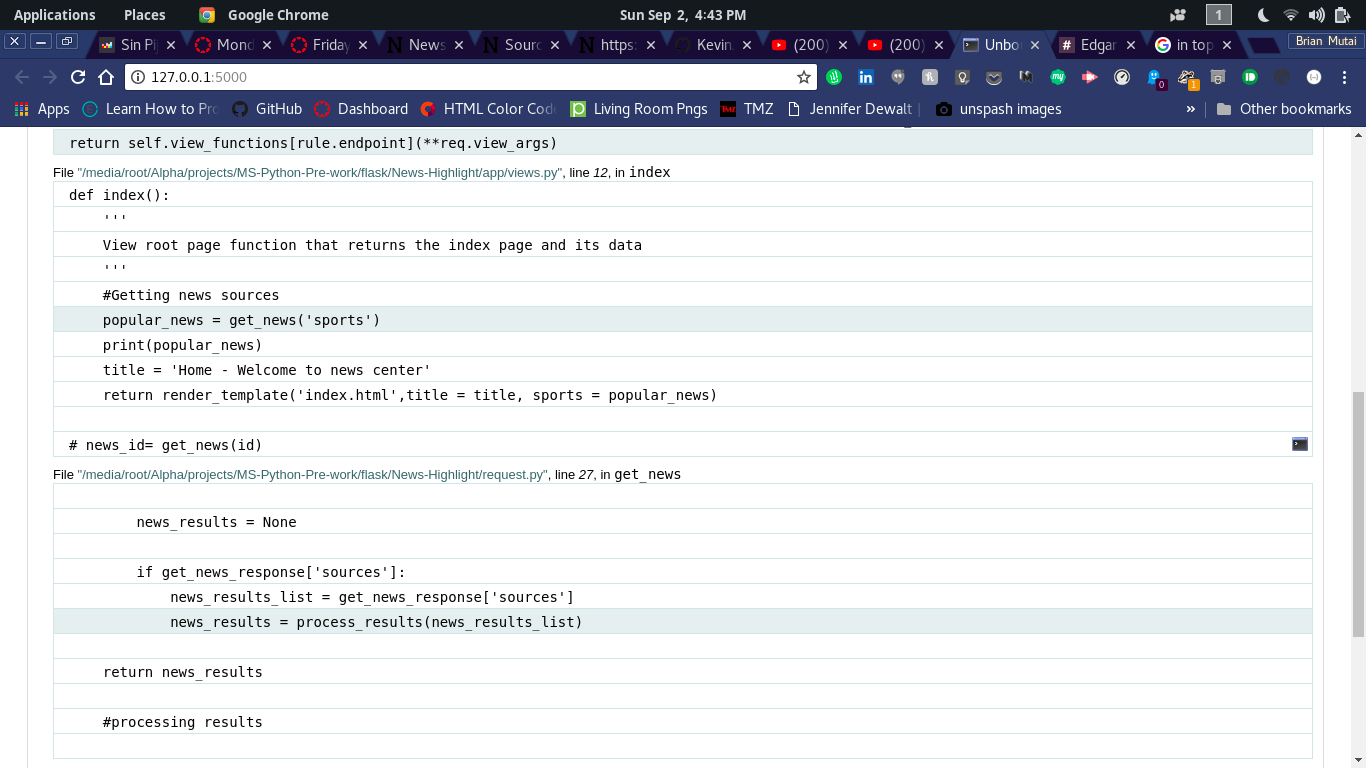 Applications Places Google Chrome Sun Sep 2, 4:43 PM 1
Sin Pi Mond Friday News Sourc https: Kevin. (200) (200) Unbo Edgar in top Brian Mutai
127.0.0.1:5000 0 1
Apps Learn How to Pro GitHub Dashboard HTML Color Code Living Room Pngs TMZ Jennifer Dewalt unspash images » Other bookmarks
return self.view_functions[rule.endpoint](**req.view_args)
File "/media/root/Alpha/projects/MS-Python-Pre-work/flask/News-Highlight/app/views.py", line 12, in index
def index():
'''
View root page function that returns the index page and its data
'''
#Getting news sources
popular_news = get_news('sports')
print(popular_news)
title = 'Home - Welcome to news center'
return render_template('index.html',title = title, sports = popular_news)
# news_id= get_news(id)
File "/media/root/Alpha/projects/MS-Python-Pre-work/flask/News-Highlight/request.py", line 27, in get_news
news_results = None
if get_news_response['sources']:
news_results_list = get_news_response['sources']
news_results = process_results(news_results_list)
return news_results
#processing results